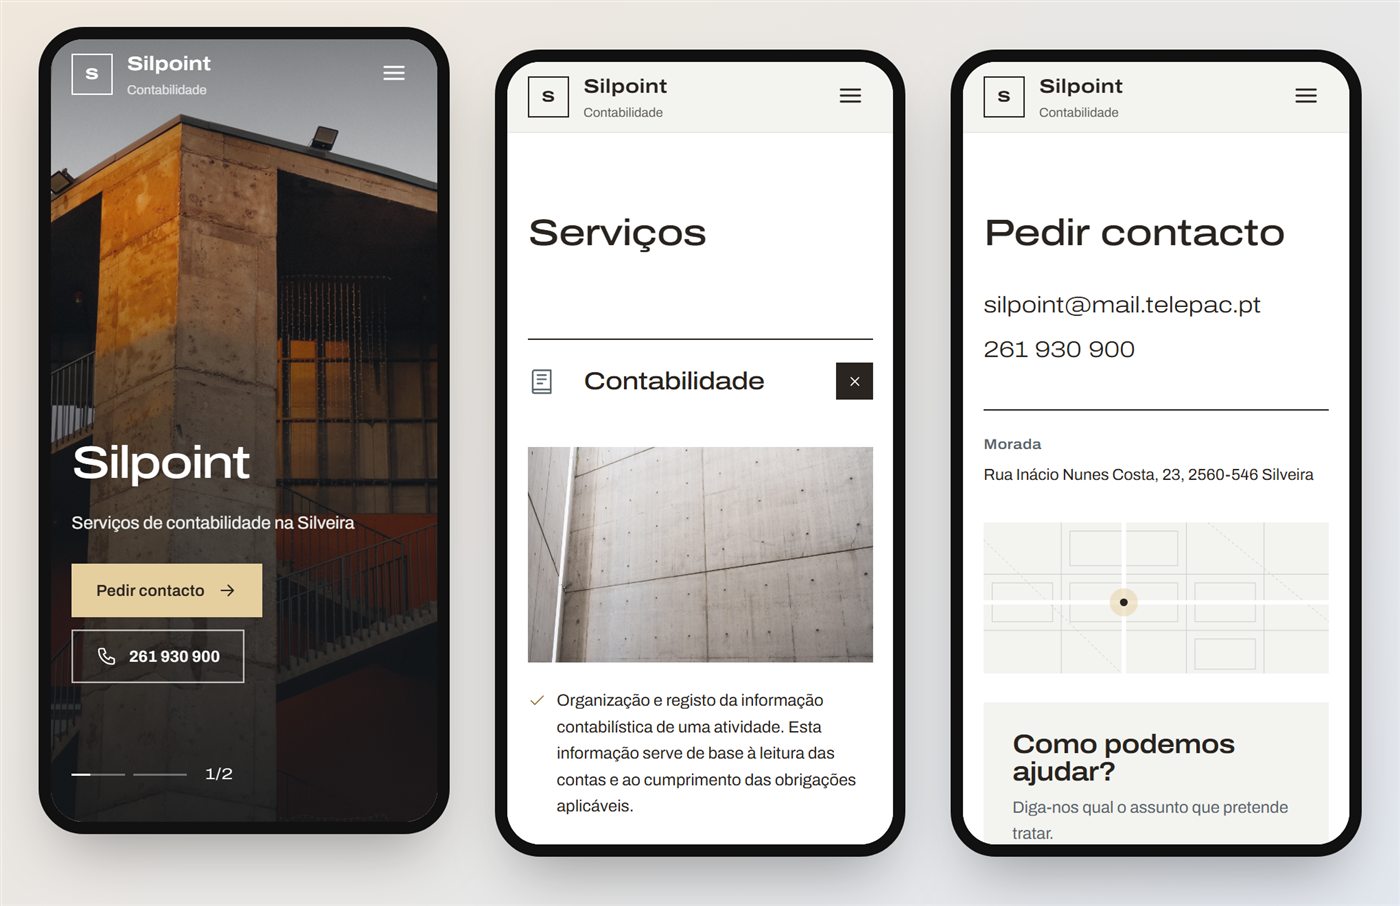 S
Silpoint
Contabilidade
Silpoint
Serviços de contabilidade na Silveira
Pedir contacto
261 930 900
1/2
S
Silpoint
Contabilidade
Serviços
Contabilidade
Organização e registo da informação
contabilística de uma atividade. Esta
informação serve de base à leitura das
contas e ao cumprimento das obrigações
aplicáveis.
S
Silpoint
Contabilidade
Pedir contacto
silpoint@mail.telepac.pt
261 930 900
Morada
Rua Inácio Nunes Costa, 23, 2560-546 Silveira
Como podemos
ajudar?
Diga-nos qual o assunto que pretende
tratar.